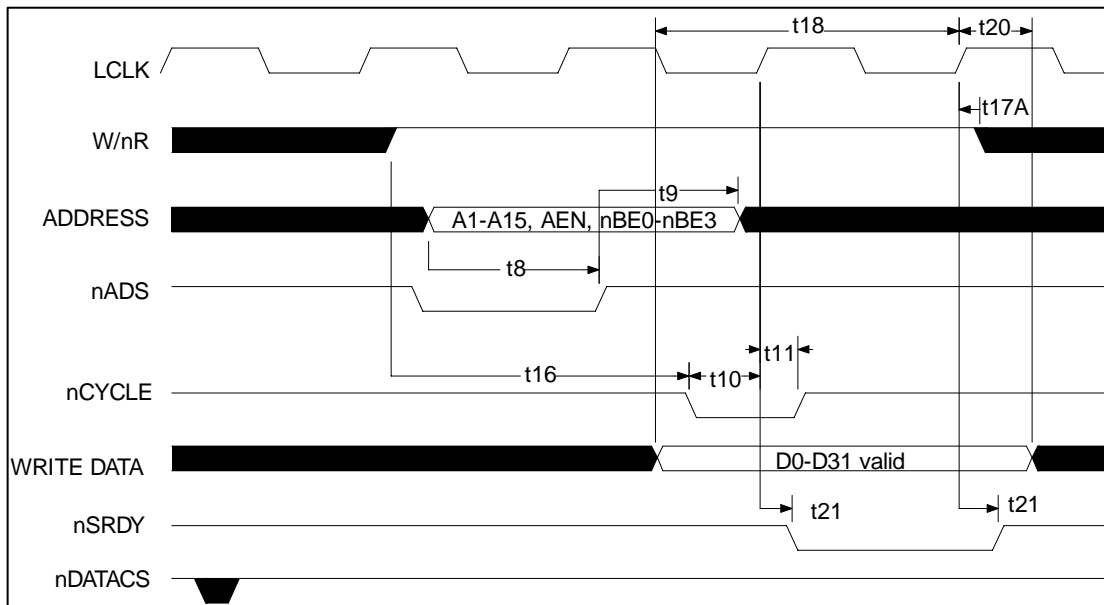 t18 t20
LCLK
t17A
W/nR
t9
ADDRESS A1-A15, AEN, nBE0-nBE3
t8
nADS
t11
t16 t10
nCYCLE
WRITE DATA D0-D31 valid
t21 t21
nSRDY
nDATACS